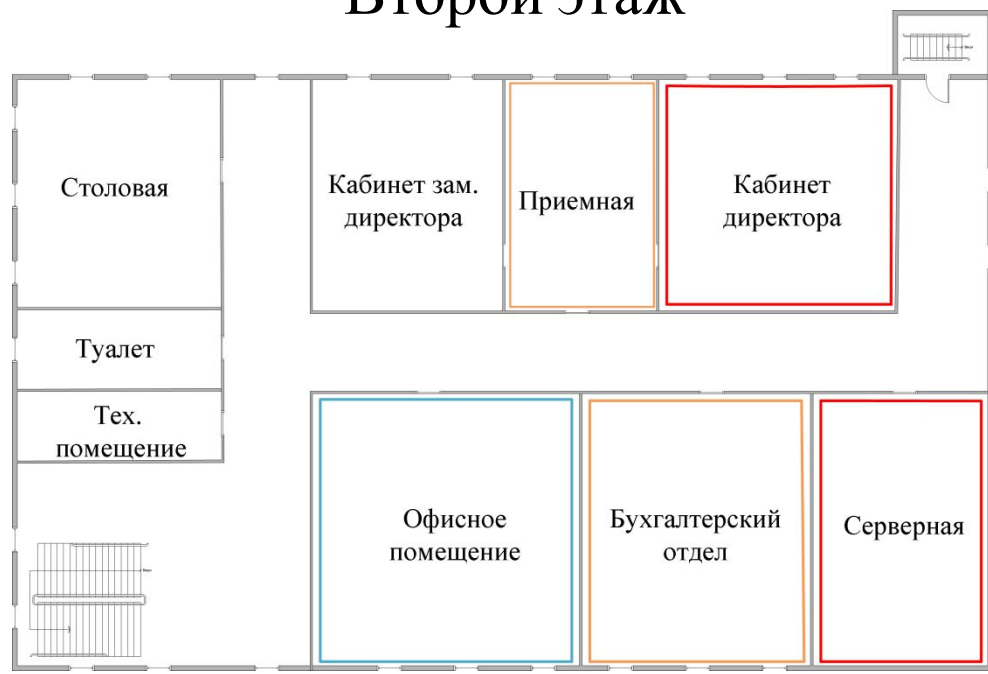 Второй этаж
Столовая
Кабинет зам.
директора
Приемная
Кабинет
директора
Туалет
Тех.
помещение
Офисное
помещение
Бухгалтерский
отдел
Серверная